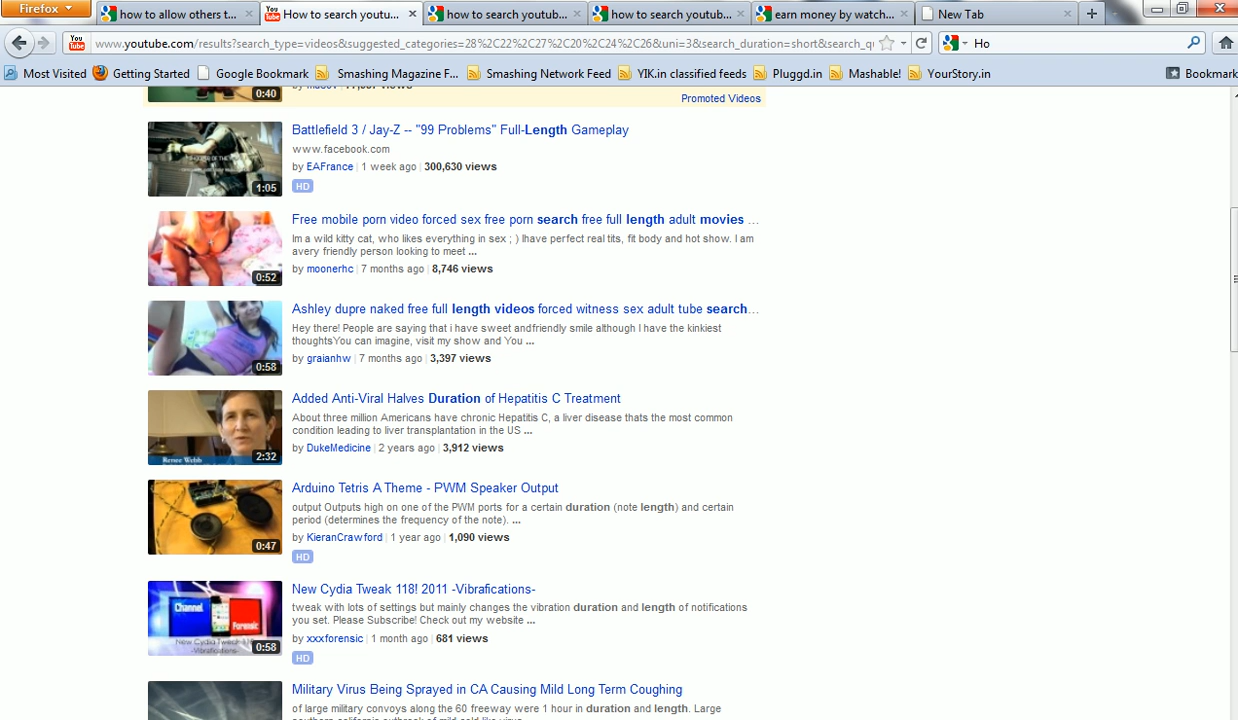 Firefox
how to allow others t...
How to search youtu...
how to search youtub...
how to search youtub...
earn money by watch...
New Tab
You Tube
www.youtube.com/results?search_type=videos&suggested_categories=28%2C22%2C27%2C20%2C24%2C26&uni=3&search_duration=short&search_q
Ho
Most Visited
Getting Started
Google Bookmark
Smashing Magazine F...
Smashing Network Feed
YIK.in classified feeds
Pluggd.in
Mashable!
YourStory.in
Bookmark
0:40
views
Promoted Videos
Battlefield 3 / Jay-Z -- "99 Problems" Full-Length Gameplay
www.facebook.com
by EAFrance | 1 week ago | 300,630 views
1:05
HD
Free mobile porn video forced sex free porn search free full length adult movies ...
Im a wild kitty cat, who likes everything in sex ; ) Ihave perfect real tits, fit body and hot show. I am
avery friendly person looking to meet ...
by moonerhc | 7 months ago | 8,746 views
0:52
Ashley dupre naked free full length videos forced witness sex adult tube search...
Hey there! People are saying that i have sweet andfriendly smile although I have the kinkiest
thoughtsYou can imagine, visit my show and You ...
by graianhw | 7 months ago | 3,397 views
0:58
Added Anti-Viral Halves Duration of Hepatitis C Treatment
About three million Americans have chronic Hepatitis C, a liver disease thats the most common
condition leading to liver transplantation in the US ...
by DukeMedicine | 2 years ago | 3,912 views
Renee Webb
2:32
Arduino Tetris A Theme - PWM Speaker Output
output Outputs high on one of the PWM ports for a certain duration (note length) and certain
period (determines the frequency of the note). ...
by KieranCrawford | 1 year ago | 1,090 views
0:47
HD
New Cydia Tweak 118! 2011 -Vibrafications-
tweak with lots of settings but mainly changes the vibration duration and length of notifications
you set. Please Subscribe! Check out my website ...
by xxxforensic | 1 month ago | 681 views
Channel
Forensic
New Cydia Tweak 118
-Vibrafications-
0:58
HD
Military Virus Being Sprayed in CA Causing Mild Long Term Coughing
of large military convoys along the 60 freeway were 1 hour in duration and length. Large